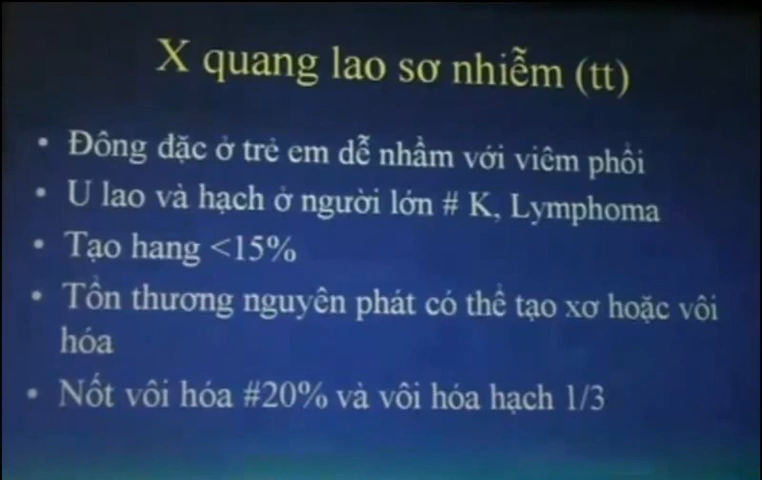 X quang lao sơ nhiễm (tt)
• Đông đặc ở trẻ em dễ nhầm với viêm phổi
• U lao và hạch ở người lớn # K, Lymphoma
• Tạo hang <15%
• Tổn thương nguyên phát có thể tạo xơ hoặc vôi
hóa
• Nốt vôi hóa #20% và vôi hóa hạch 1/3